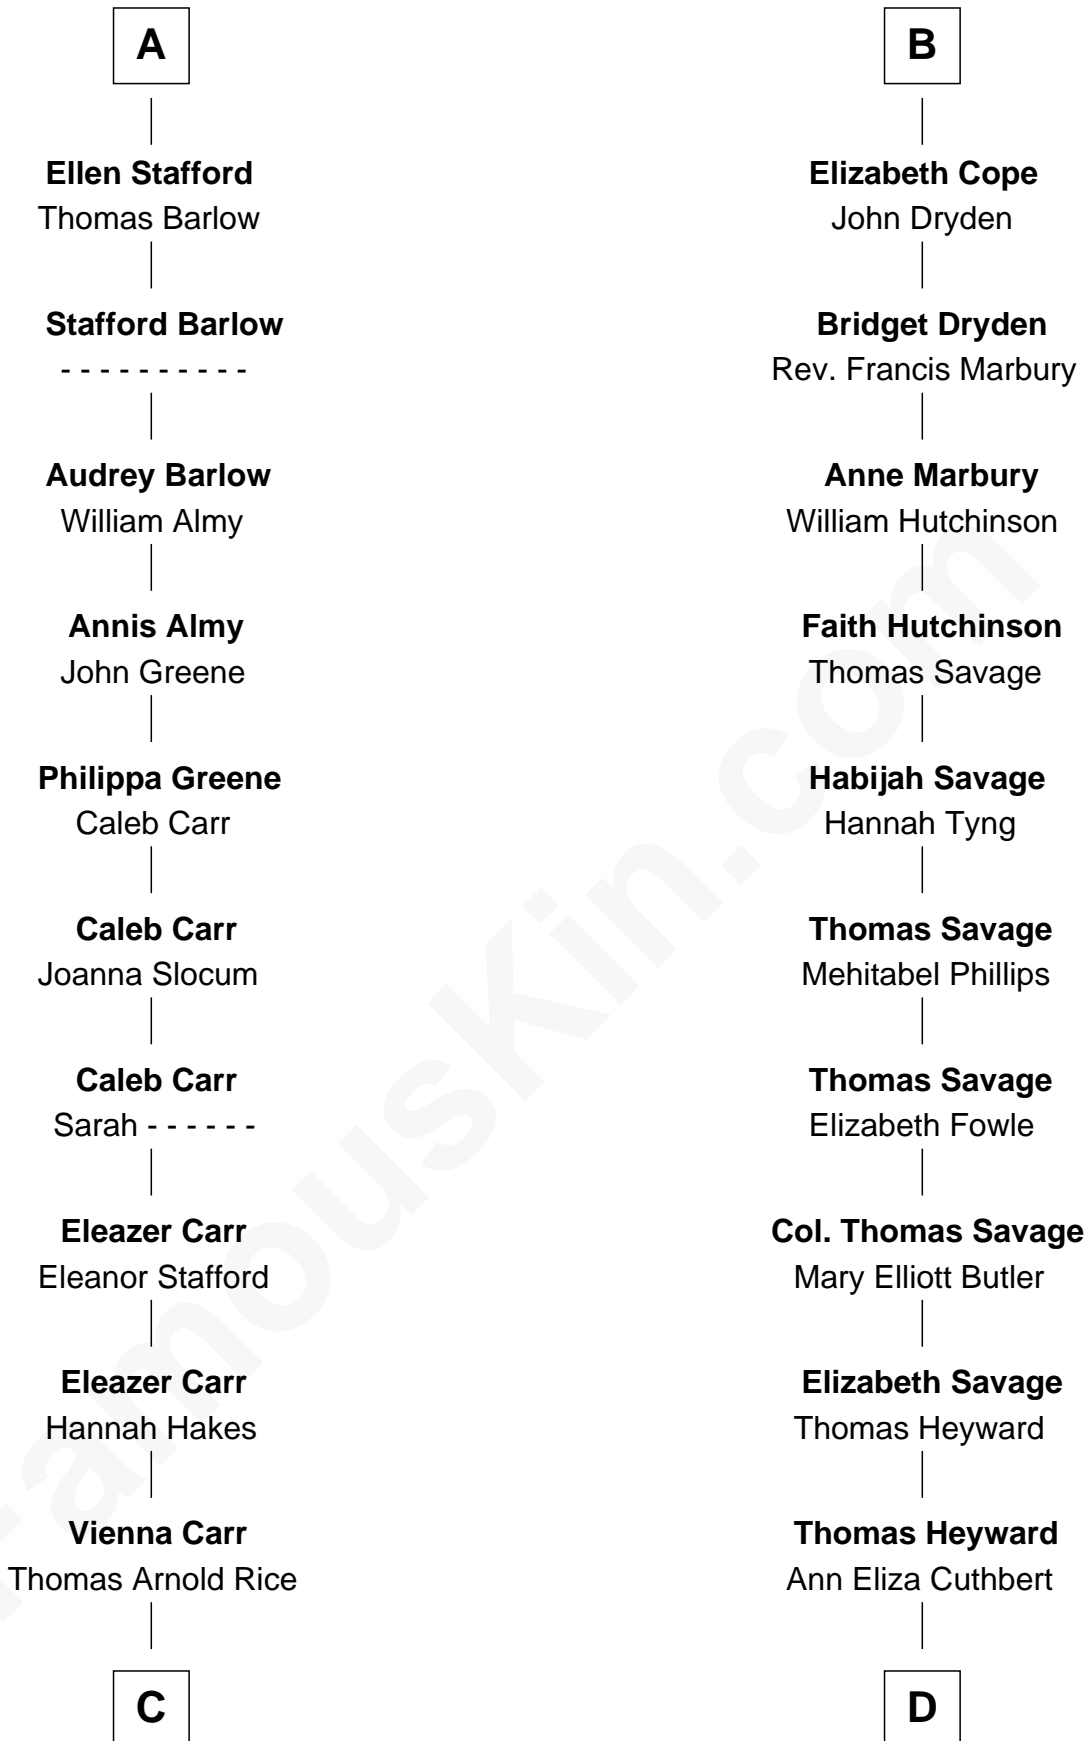 A
Ellen Stafford
Thomas Barlow
Stafford Barlow
- - - - - - - - - -
Audrey Barlow
William Almy
Annis Almy
John Greene
Philippa Greene
Caleb Carr
Caleb Carr
Joanna Slocum
Caleb Carr
Sarah - - - - - -
Eleazer Carr
Eleanor Stafford
Eleazer Carr
Hannah Hakes
Vienna Carr
Thomas Arnold Rice
C
B
Elizabeth Cope
John Dryden
Bridget Dryden
Rev. Francis Marbury
Anne Marbury
William Hutchinson
Faith Hutchinson
Thomas Savage
Habijah Savage
Hannah Tyng
Thomas Savage
Mehitabel Phillips
Thomas Savage
Elizabeth Fowle
Col. Thomas Savage
Mary Elliott Butler
Elizabeth Savage
Thomas Heyward
Thomas Heyward
Ann Eliza Cuthbert
D
FamousKin.com